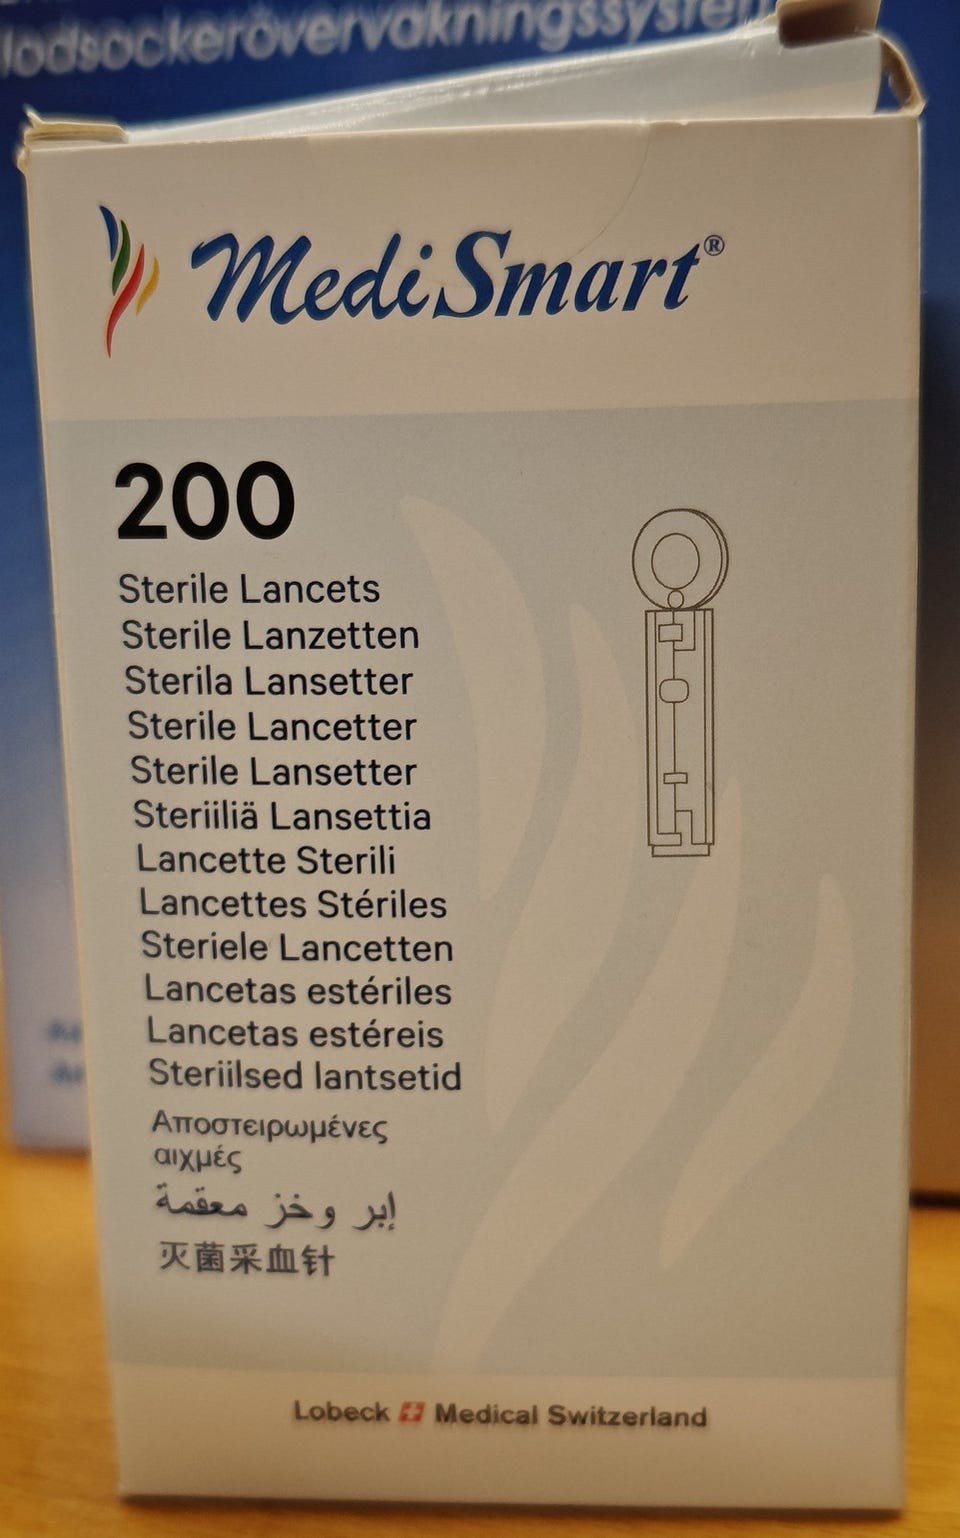 MediSmart®
200
Sterile Lancets
Sterile Lanzetten
Sterila Lansetter
Sterile Lancetter
Sterile Lansetter
Steriiliä Lansettia
Lancette Sterili
Lancettes Stériles
Steriele Lancetten
Lancetas estériles
Lancetas estéreis
Steriilsed lantsetid
Αποστειρωμένες
αιχμές
إبر وخز معقمة
灭菌采血针
Lobeck Medical Switzerland